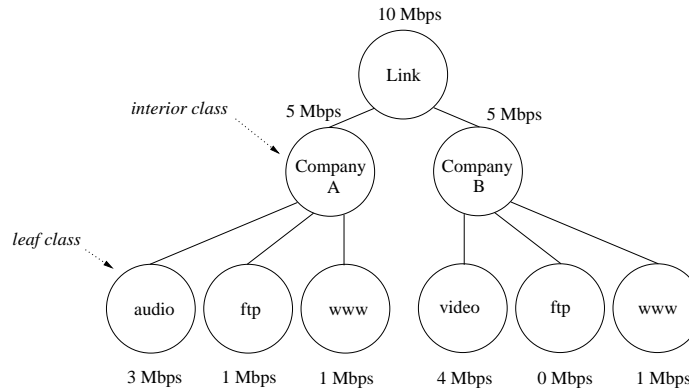 10 Mbps
Link
interior class
5 Mbps
5 Mbps
Company
A
Company
B
leaf class
audio
ftp
www
video
ftp
www
3 Mbps
1 Mbps
1 Mbps
4 Mbps
0 Mbps
1 Mbps